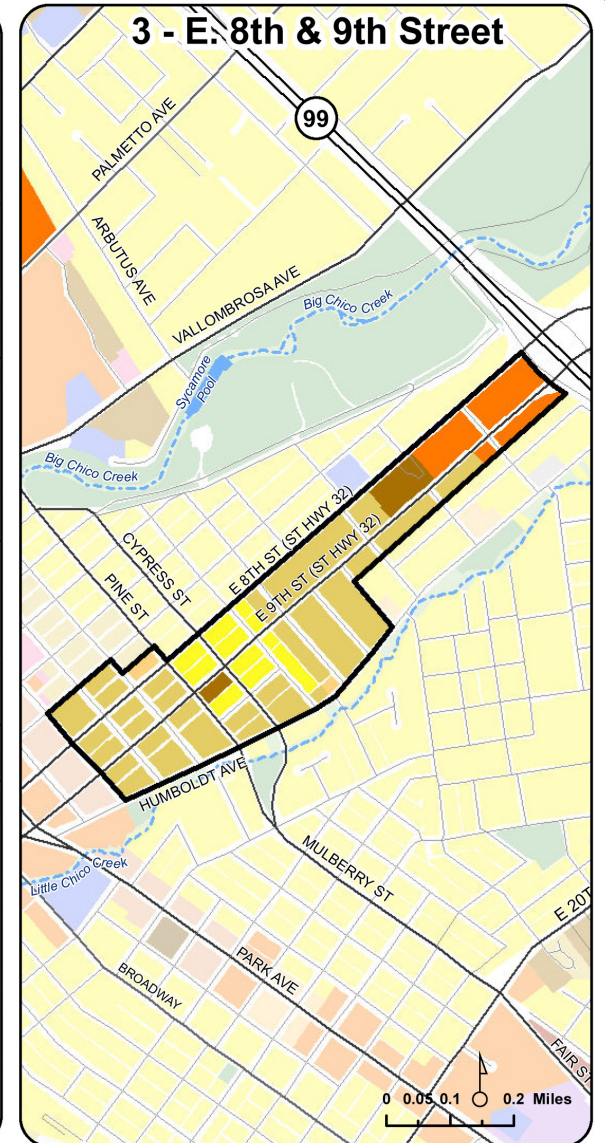 3 - E. 8th & 9th Street
99
PALMETTO AVE
ARBUTUS AVE
VALLOMBROSA AVE
Big Chico Creek
Sycamore
Pool
Big Chico Creek
E 8TH ST (ST HWY 32)
E 9TH ST (ST HWY 32)
CYPRESS ST
PINE ST
HUMBOLDT AVE
MULBERRY ST
Little Chico Creek
E 20T
PARK AVE
BROADWAY
FAIR ST
0 0.05 0.1 0.2 Miles